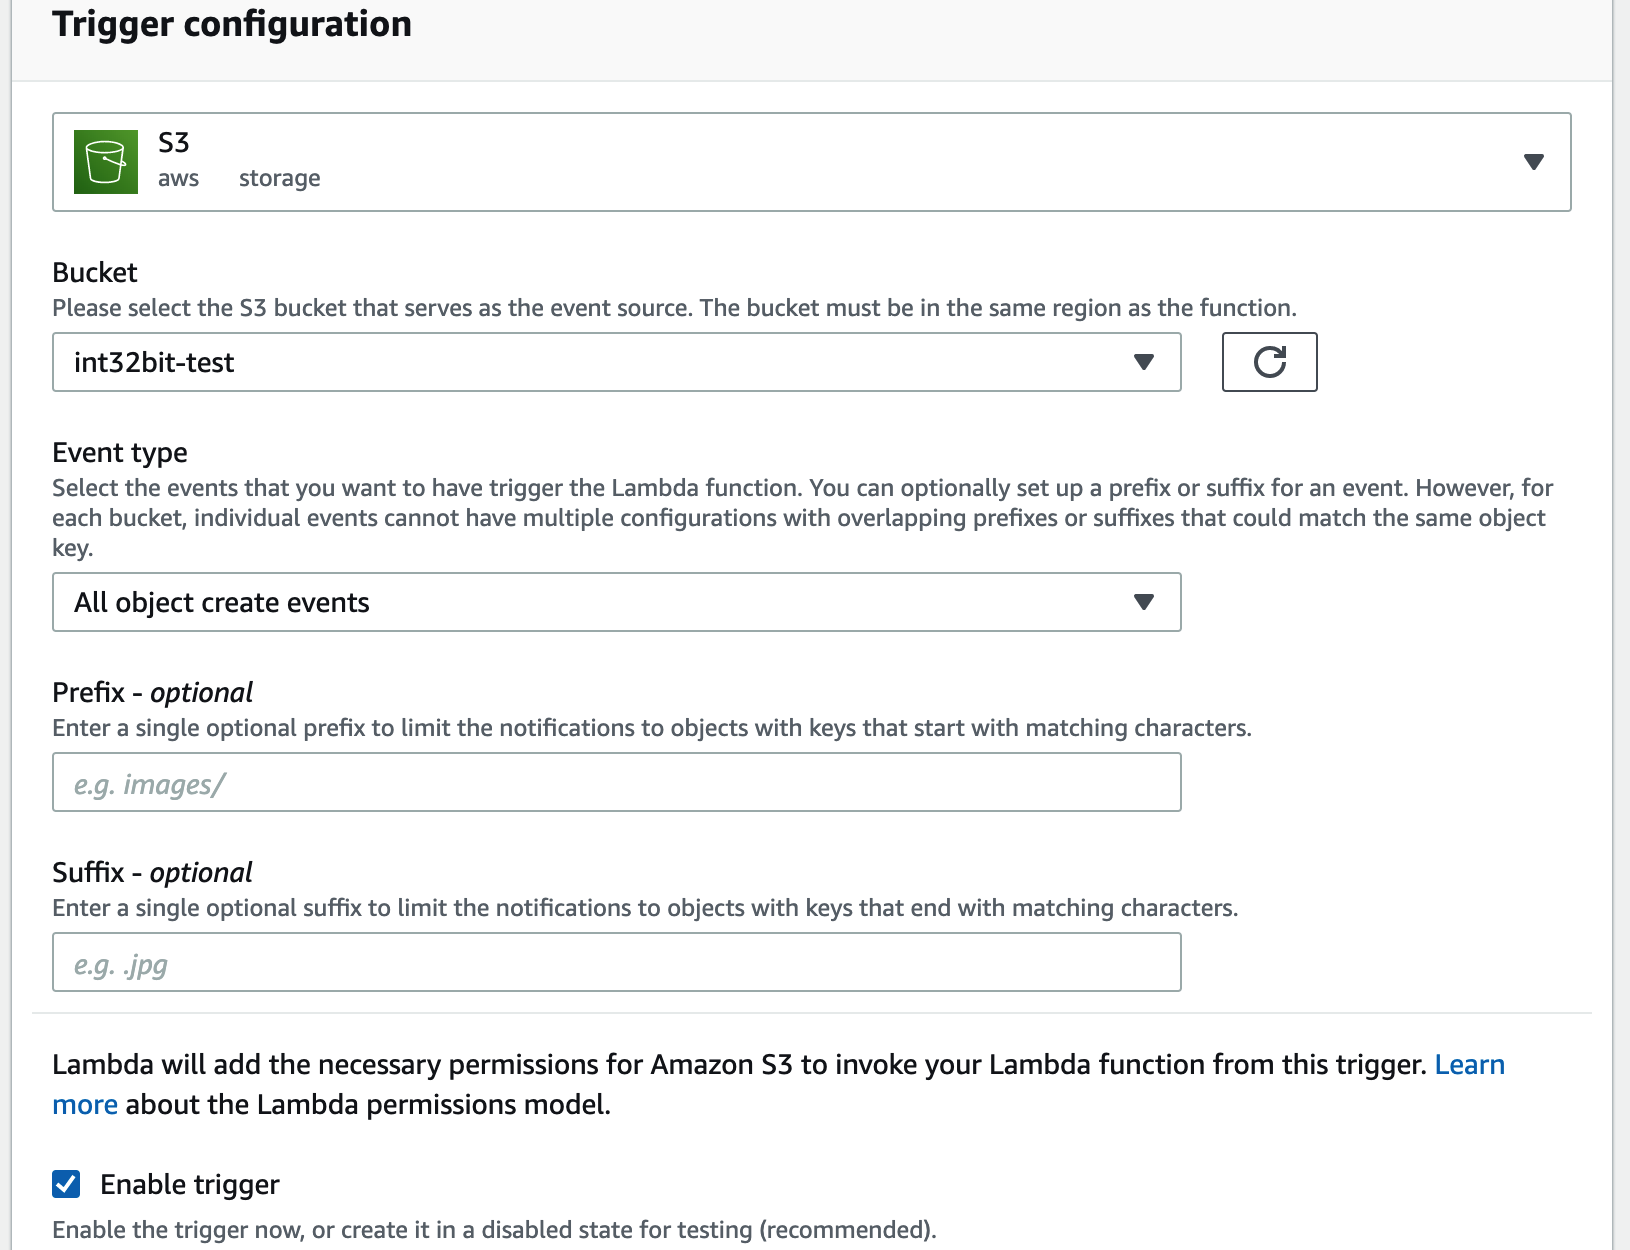 Trigger configuration
S3
aws storage
Bucket
Please select the S3 bucket that serves as the event source. The bucket must be in the same region as the function.
int32bit-test
Event type
Select the events that you want to have trigger the Lambda function. You can optionally set up a prefix or suffix for an event. However, for
each bucket, individual events cannot have multiple configurations with overlapping prefixes or suffixes that could match the same object
key.
All object create events
Prefix - optional
Enter a single optional prefix to limit the notifications to objects with keys that start with matching characters.
e.g. images/
Suffix - optional
Enter a single optional suffix to limit the notifications to objects with keys that end with matching characters.
e.g. .jpg
Lambda will add the necessary permissions for Amazon S3 to invoke your Lambda function from this trigger. Learn
more about the Lambda permissions model.
Enable trigger
Enable the trigger now, or create it in a disabled state for testing (recommended).